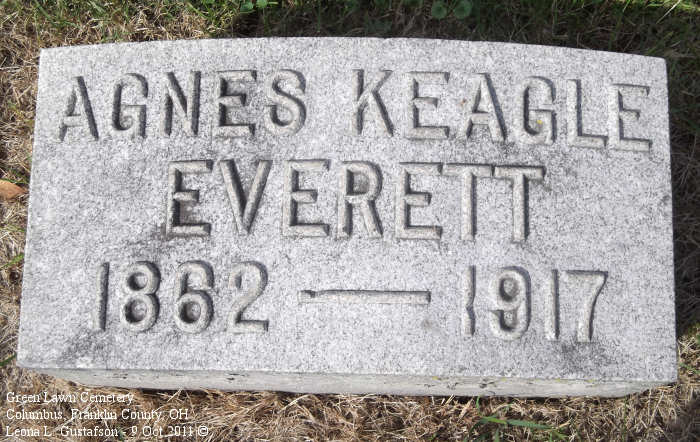 AGNES KEAGLE
EVERETT
1862 — 1917
Green Lawn Cemetery
Columbus, Franklin County, OH
Leona L. Gustafson - 9 Oct 2011 ©